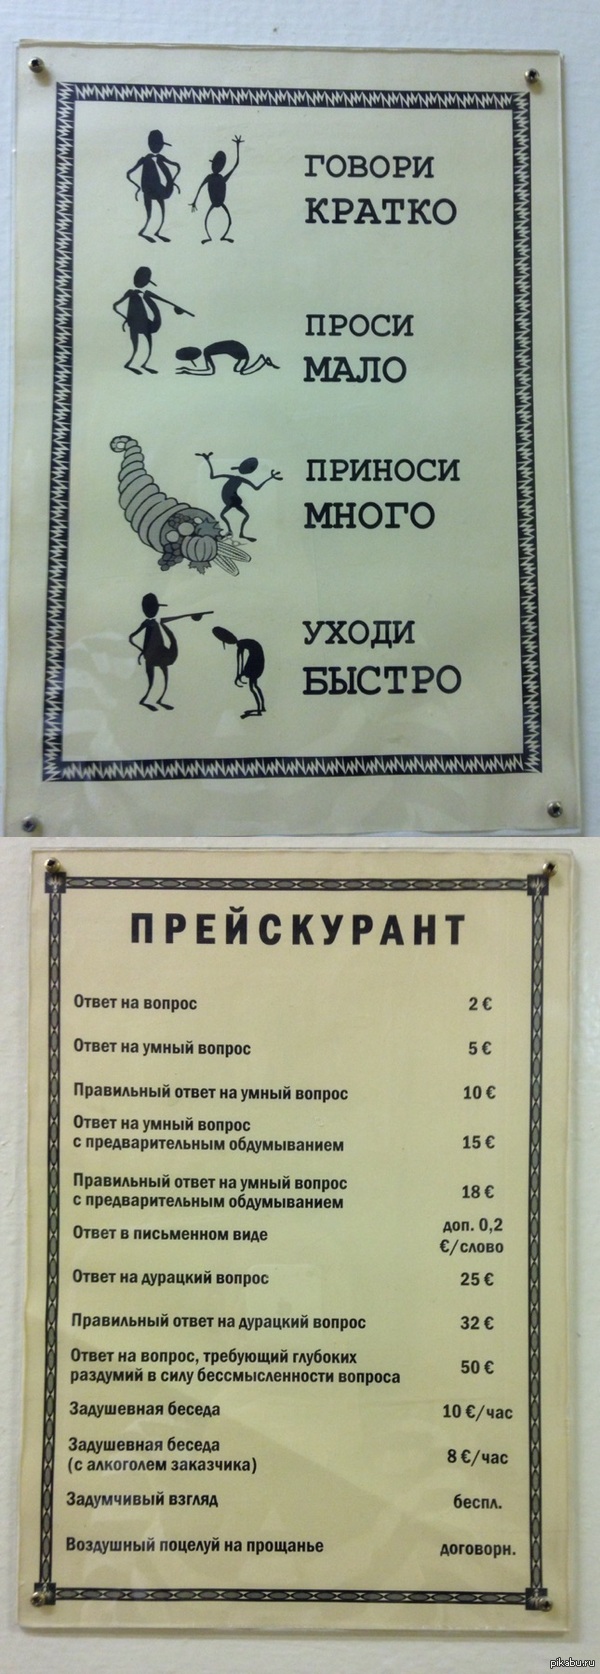 ГОВОРИ
КРАТКО
ПРОСИ
МАЛО
ПРИНОСИ
МНОГО
УХОДИ
БЫСТРО
ПРЕЙСКУРАНТ
Ответ на вопрос 2 €
Ответ на умный вопрос 5 €
Правильный ответ на умный вопрос 10 €
Ответ на умный вопрос
с предварительным обдумыванием 15 €
Правильный ответ на умный вопрос
с предварительным обдумыванием 18 €
Ответ в письменном виде доп. 0,2
€/слово
Ответ на дурацкий вопрос 25 €
Правильный ответ на дурацкий вопрос 32 €
Ответ на вопрос, требующий глубоких
раздумий в силу бессмысленности вопроса 50 €
Задушевная беседа 10 €/час
Задушевная беседа
(с алкоголем заказчика) 8 €/час
Задумчивый взгляд беспл.
Воздушный поцелуй на прощанье договорн.
pikabu.ru